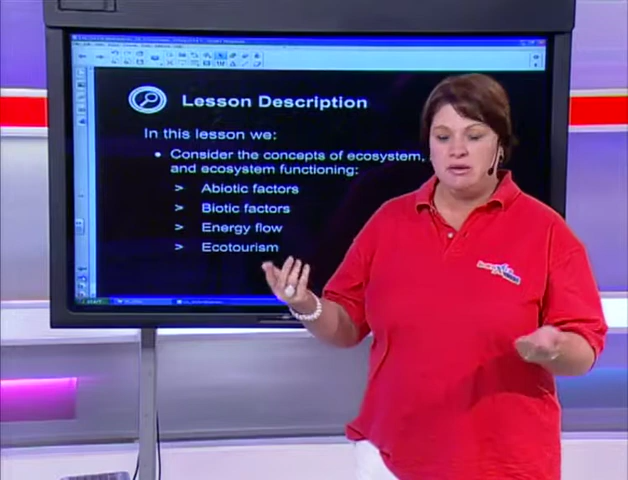 Lesson Description
In this lesson we:
• Consider the concepts of ecosystem,
and ecosystem functioning:
> Abiotic factors
> Biotic factors
> Energy flow
> Ecotourism